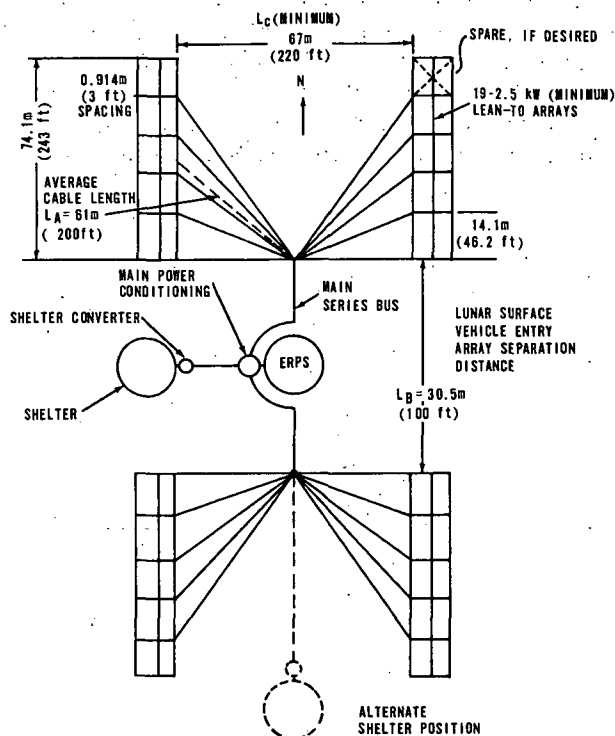 LC(MINIMUM)
67m
(220 ft)
SPARE, IF DESIRED
N
0.914m
(3 ft)
SPACING
19-2.5 kW (MINIMUM)
LEAN-TO ARRAYS
74.1m
(243 ft)
AVERAGE
CABLE LENGTH
LA= 61m
( 200ft)
14.1m
(46.2 ft)
MAIN POWER
CONDITIONING
MAIN
SERIES BUS
SHELTER CONVERTER
LUNAR SURFACE
VEHICLE ENTRY
ARRAY SEPARATION
DISTANCE
ERPS
SHELTER
LB = 30.5m
(100 ft)
ALTERNATE
SHELTER POSITION